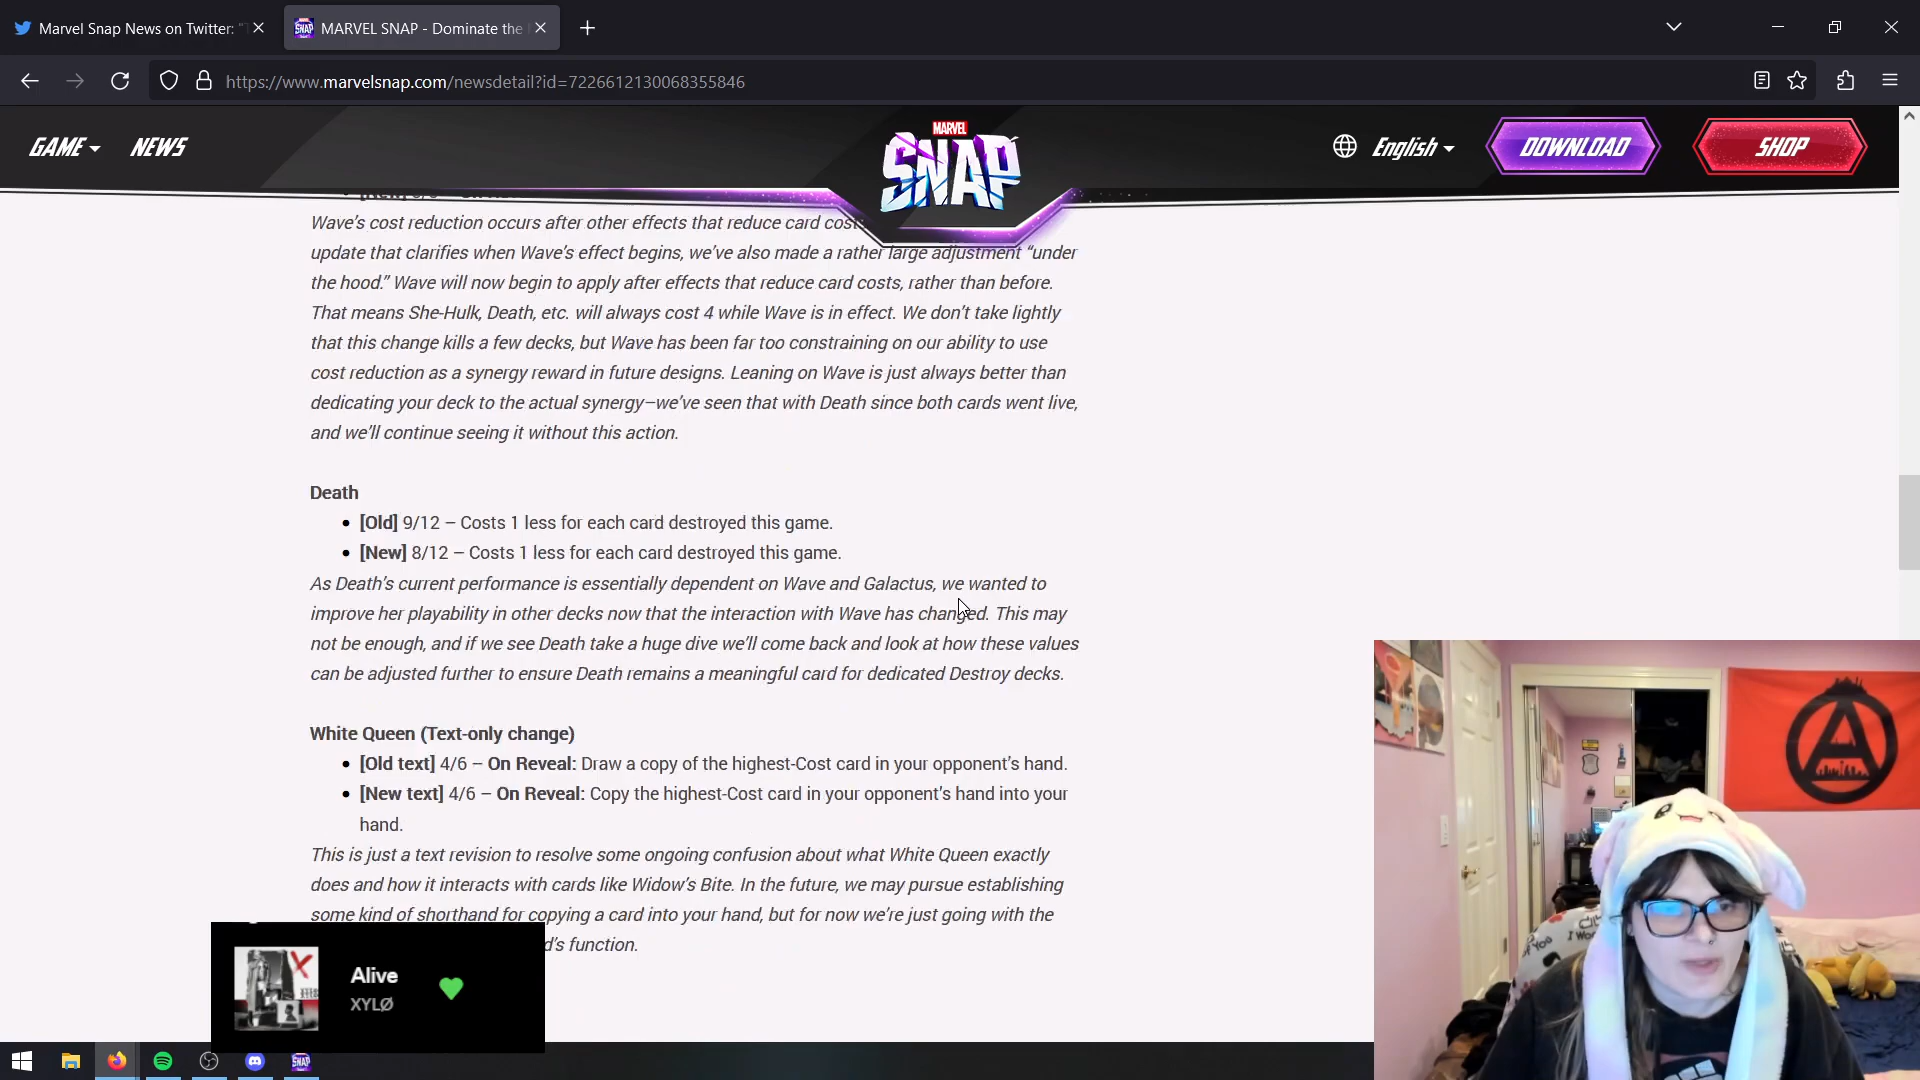 Marvel Snap News on Twitter: "T
MARVEL SNAP - Dominate the
https://www.marvelsnap.com/newsdetail?id=7226612130068355846
GAME
NEWS
MARVEL
SNAP
English
DOWNLOAD
SHOP
Wave's cost reduction occurs after other effects that reduce card cost
update that clarifies when Wave's effect begins, we've also made a rather large adjustment “under
the hood.” Wave will now begin to apply after effects that reduce card costs, rather than before.
That means She-Hulk, Death, etc. will always cost 4 while Wave is in effect. We don't take lightly
that this change kills a few decks, but Wave has been far too constraining on our ability to use
cost reduction as a synergy reward in future designs. Leaning on Wave is just always better than
dedicating your deck to the actual synergy—we've seen that with Death since both cards went live,
and we'll continue seeing it without this action.
Death
[Old] 9/12 – Costs 1 less for each card destroyed this game.
[New] 8/12 – Costs 1 less for each card destroyed this game.
As Death's current performance is essentially dependent on Wave and Galactus, we wanted to
improve her playability in other decks now that the interaction with Wave has changed. This may
not be enough, and if we see Death take a huge dive we'll come back and look at how these values
can be adjusted further to ensure Death remains a meaningful card for dedicated Destroy decks.
White Queen (Text-only change)
[Old text] 4/6 – On Reveal: Draw a copy of the highest-Cost card in your opponent's hand.
[New text] 4/6 – On Reveal: Copy the highest-Cost card in your opponent's hand into your
hand.
This is just a text revision to resolve some ongoing confusion about what White Queen exactly
does and how it interacts with cards like Widow's Bite. In the future, we may pursue establishing
some kind of shorthand for copying a card into your hand, but for now we're just going with the
d's function.
Alive
XYLØ